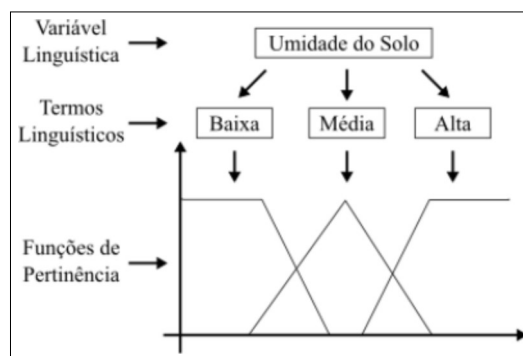 Variável
Linguística
Umidade do Solo
Termos
Linguísticos
Baixa
Média
Alta
Funções de
Pertinência